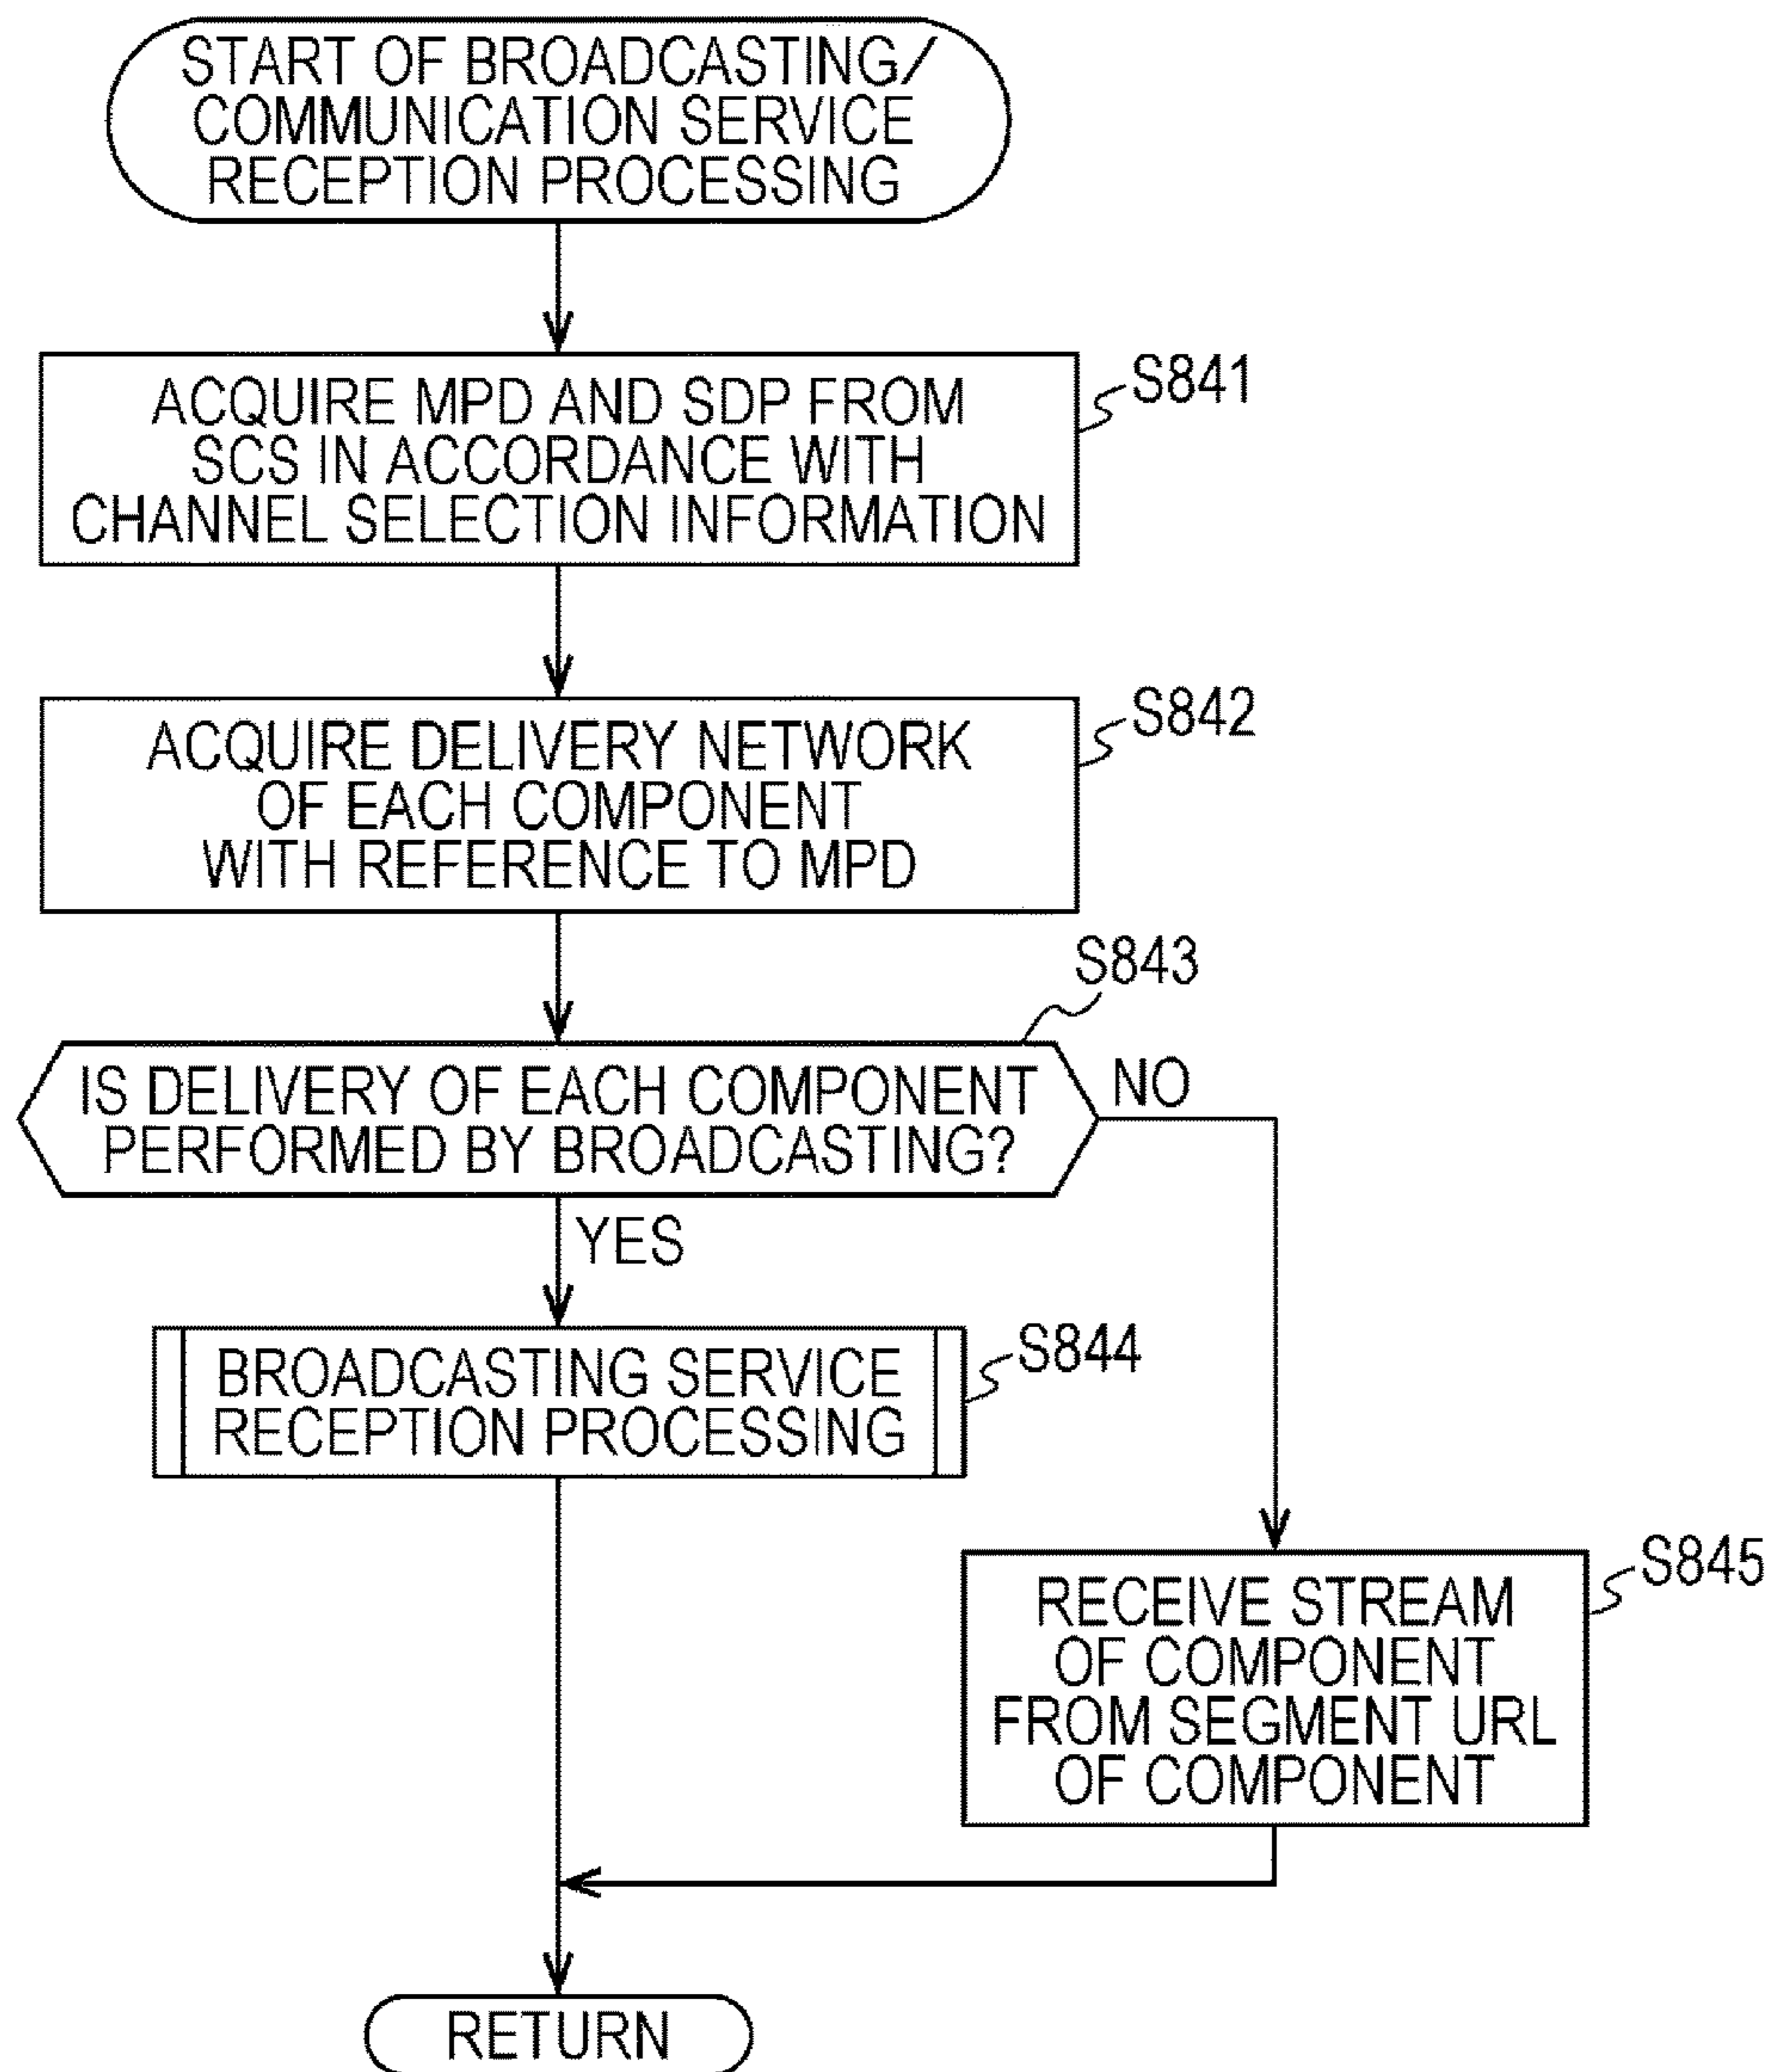 START OF BROADCASTING/
COMMUNICATION SERVICE
RECEPTION PROCESSING
ACQUIRE MPD AND SDP FROM
SCS IN ACCORDANCE WITH
CHANNEL SELECTION INFORMATION
S841
ACQUIRE DELIVERY NETWORK
OF EACH COMPONENT
WITH REFERENCE TO MPD
S842
S843
IS DELIVERY OF EACH COMPONENT
PERFORMED BY BROADCASTING?
NO
YES
BROADCASTING SERVICE
RECEPTION PROCESSING
S844
RECEIVE STREAM
OF COMPONENT
FROM SEGMENT URL
OF COMPONENT
S845
RETURN